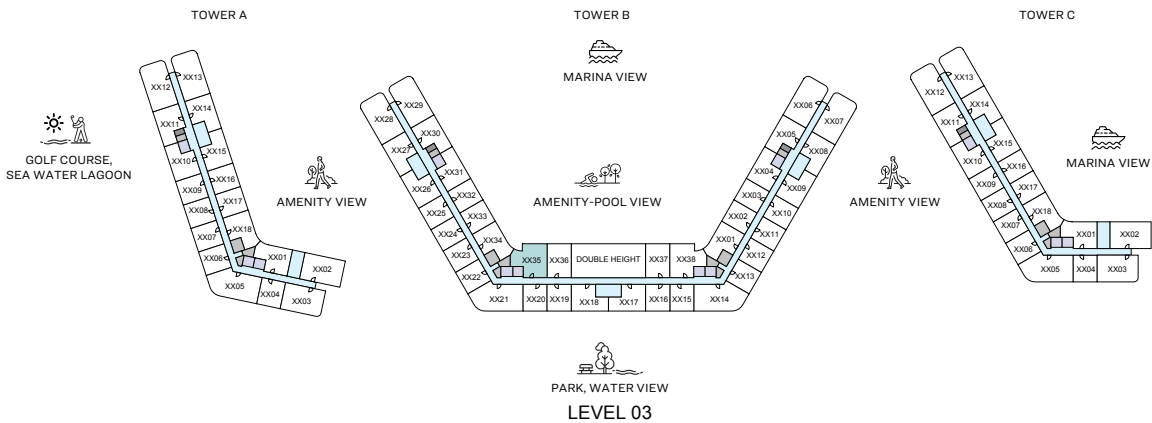 TOWER A
TOWER B
TOWER C
MARINA VIEW
GOLF COURSE,
SEA WATER LAGOON
AMENITY VIEW
AMENITY-POOL VIEW
AMENITY VIEW
MARINA VIEW
XX12
XX13
XX11
XX14
XX10
XX15
XX09
XX16
XX08
XX17
XX07
XX18
XX06
XX01
XX02
XX05
XX04
XX03
XX28
XX29
XX27
XX30
XX26
XX31
XX25
XX32
XX24
XX33
XX23
XX34
XX22
XX35
XX36
DOUBLE HEIGHT
XX37
XX38
XX21
XX20
XX19
XX18
XX17
XX16
XX15
XX14
XX06
XX07
XX05
XX08
XX04
XX09
XX03
XX10
XX02
XX11
XX01
XX12
XX13
XX12
XX13
XX11
XX14
XX10
XX15
XX09
XX16
XX08
XX17
XX07
XX18
XX06
XX01
XX02
XX05
XX04
XX03
PARK, WATER VIEW
LEVEL 03